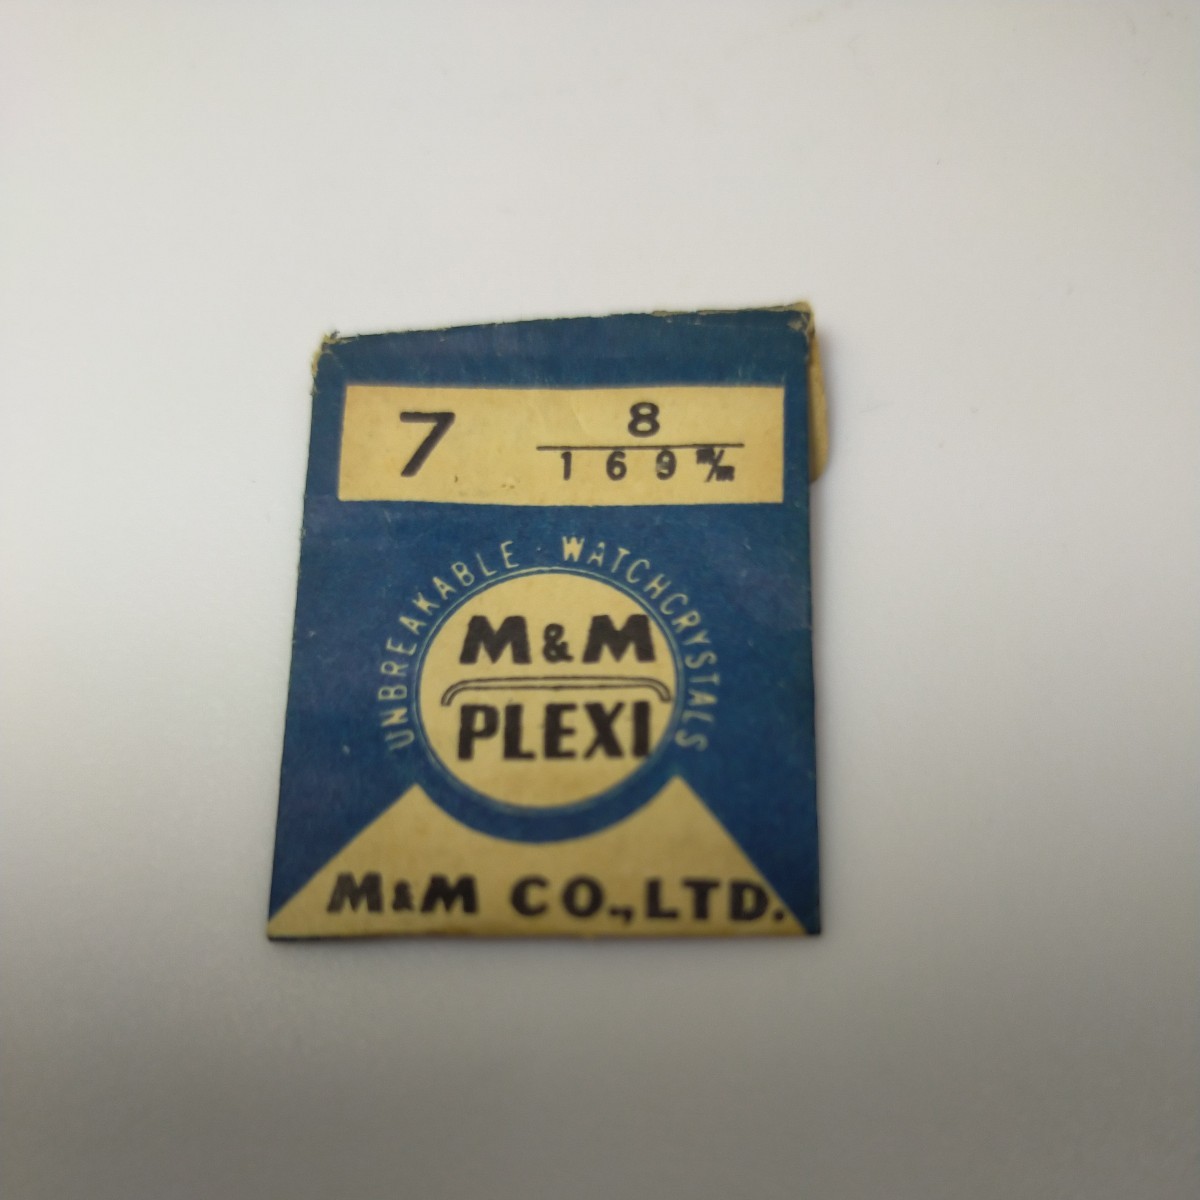 7 8
169 m/m
UNBREAKABLE · WATCHCRYSTALS
M&M
PLEXI
M&M CO., LTD.